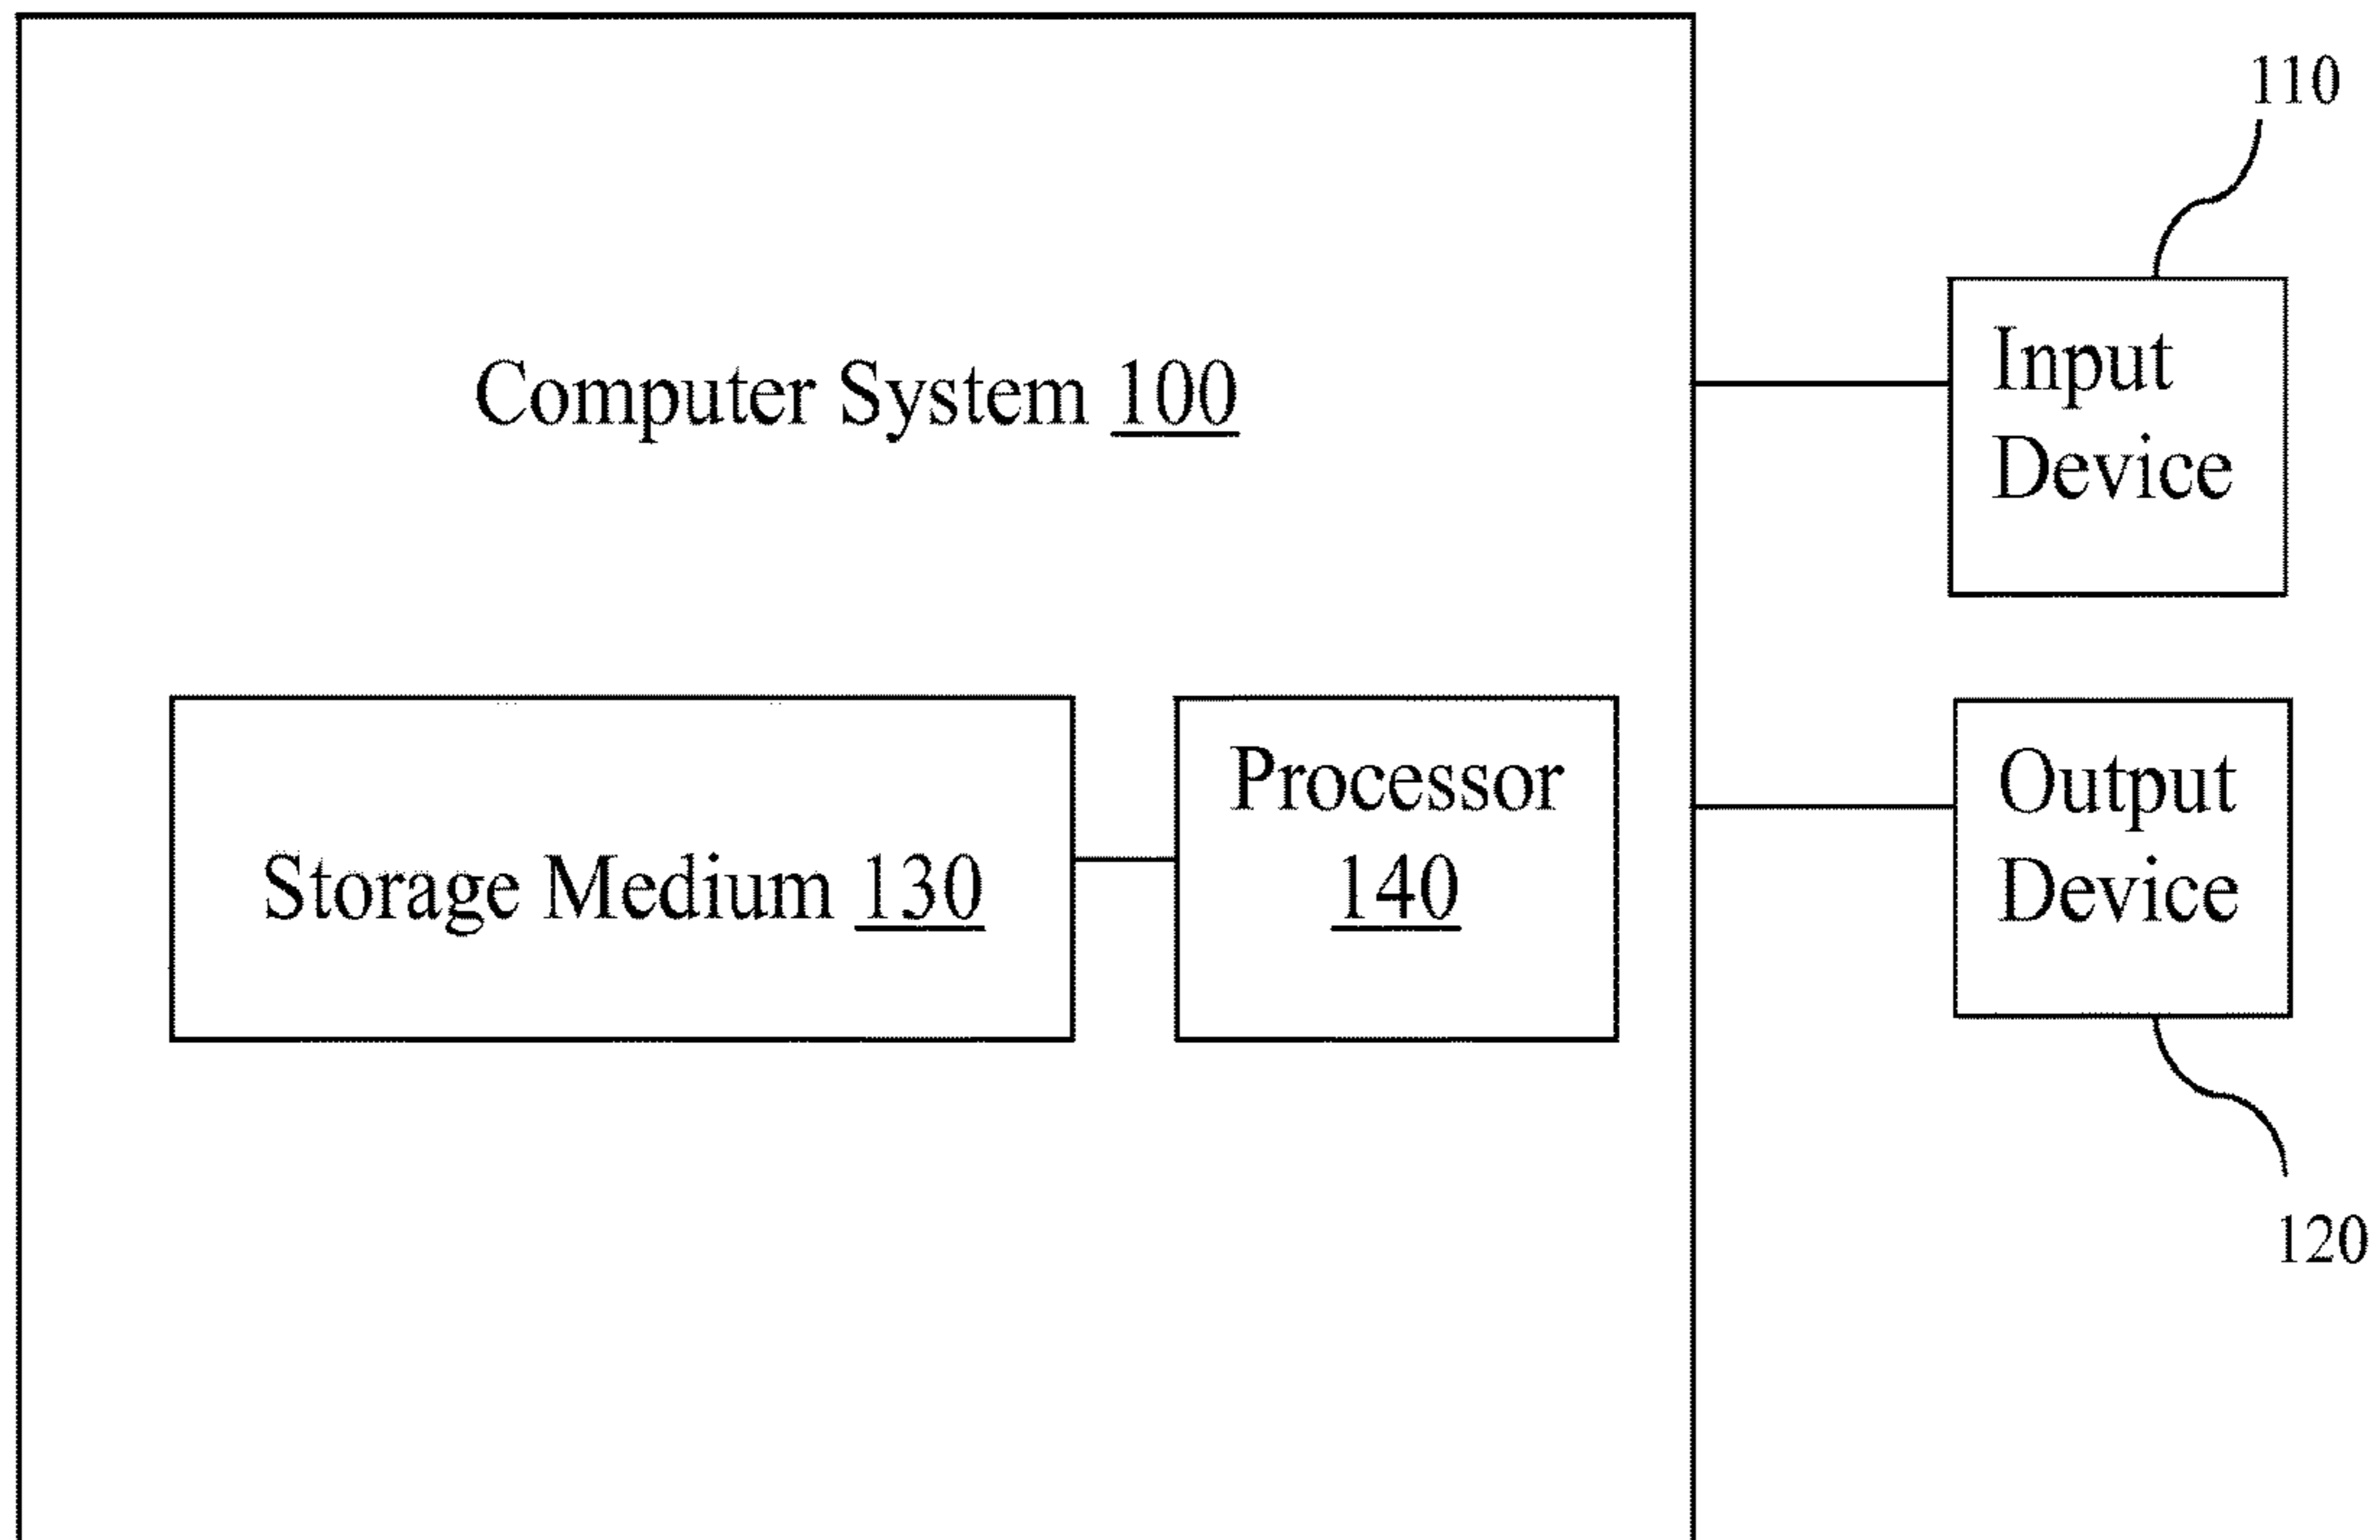 110
Computer System 100
Input
Device
Storage Medium 130
Processor
140
Output
Device
120